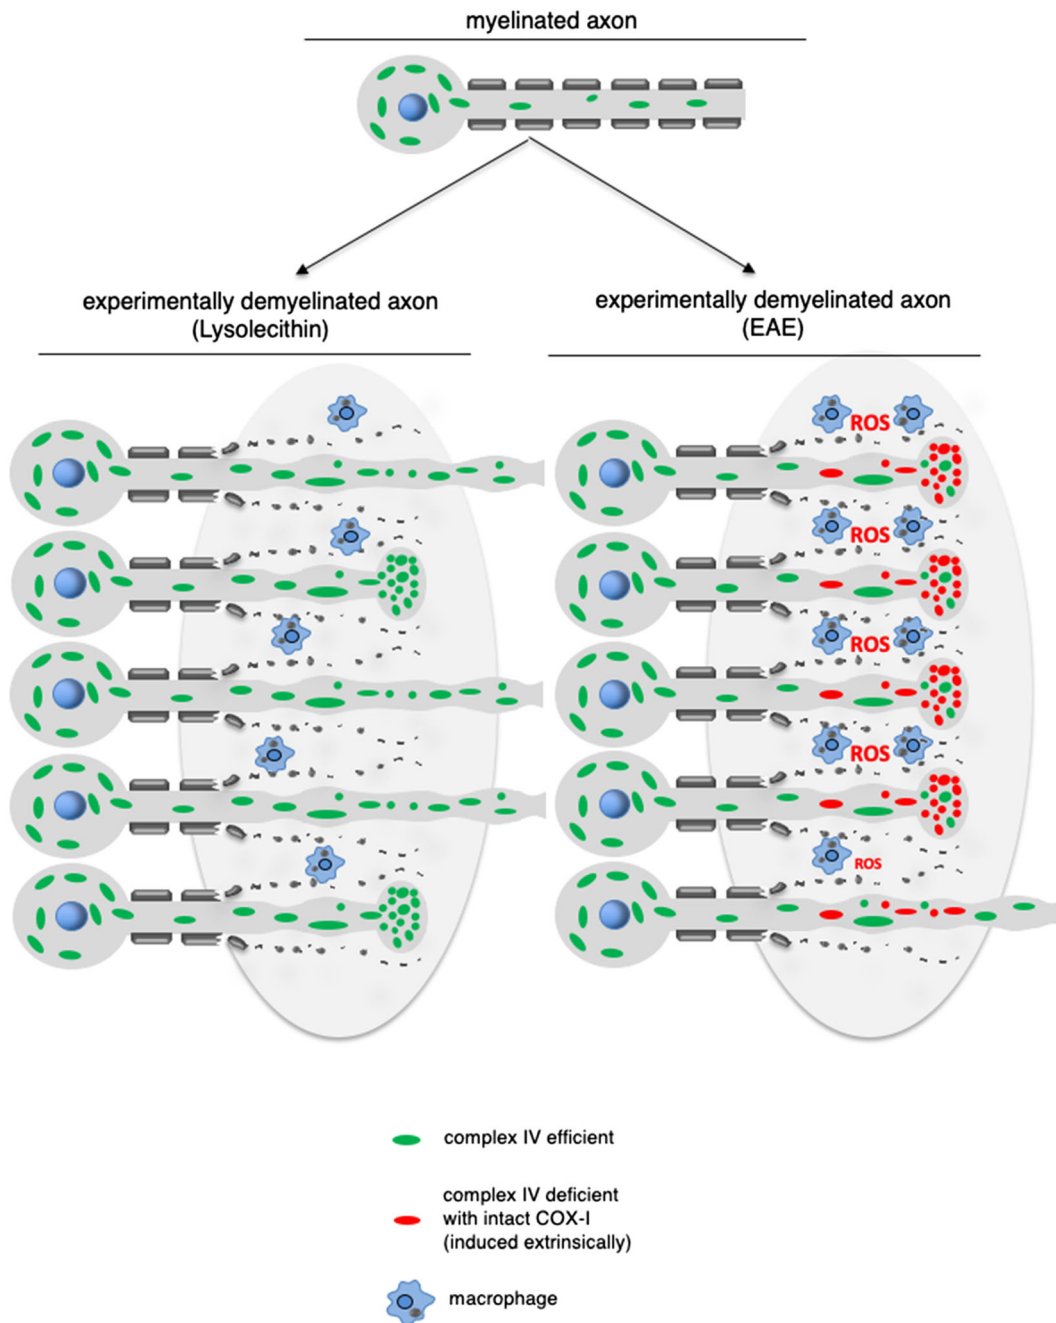 myelinated axon
experimentally demyelinated axon
(Lysolecithin)
experimentally demyelinated axon
(EAE)
ROS
ROS
ROS
ROS
ROS
complex IV efficient
complex IV deficient
with intact COX-I
(induced extrinsically)
macrophage